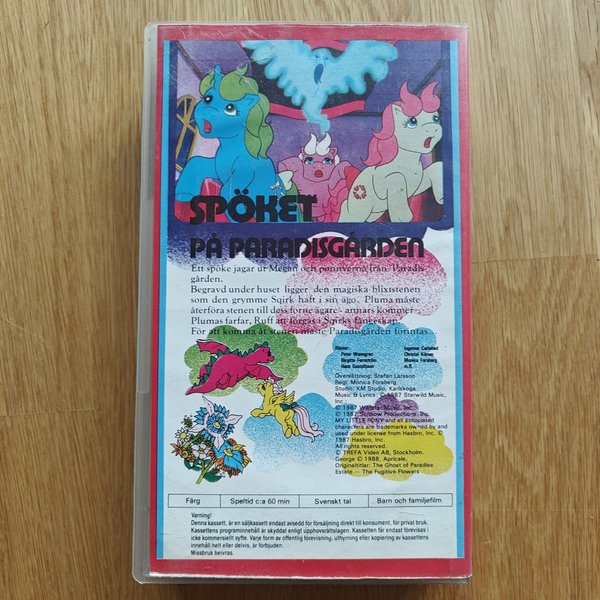 SPÖKET
PÅ PARADISGÅRDEN
Ett spöke jagar ut Megan och ponnyerna från Paradis-
gården.
Begravd under huset ligger den magiska blixtstenen
som den grymme Sqirk haft i sin ägo. Pluma måste
återföra stenen till dess forne ägare - annars kommer
Plumas farfar, Ruff att förgås i Sqirks fängelse.
För att komma åt stenen måste Paradisgården förintas...
Röster:
Peter Wanngren
Birgitta Fernström
Hans Gustafsson
Ingemar Carlehed
Christel Körner
Monica Forsberg
m.fl.
Översättning: Stefan Larsson
Regi: Monica Forsberg
Studio: KM Studio, Karlskoga
Music & Lyrics: © 1987 Starwild Music,
Inc.
© 1987 Wildstar Music, Inc.
© 1987 Sunbow Productions, Inc.
MY LITTLE PONY and all associated
characters are trademarks owned by and
used under license from Hasbro, Inc. ©
1987 Hasbro, Inc.
All rights reserved.
© TREFA Video AB, Stockholm.
George © 1988, Apricale.
Originaltitlar: The Ghost of Paradise
Estate — The Fugitive Flowers
Färg Speltid c:a 60 min Svenskt tal Barn och familjefilm
Varning!
Denna kassett, är en säljkassett endast avsedd för försäljning direkt till konsument, för privat bruk.
Kassettens programinnehåll är skyddat enligt upphovsrättslagen. Kassetten får endast förevisas i
icke kommersiellt syfte. Varje form av offentlig förevisning, uthyrning eller kopiering av kassettens
innehåll helt eller delvis, är förbjuden.
Missbruk beivras.